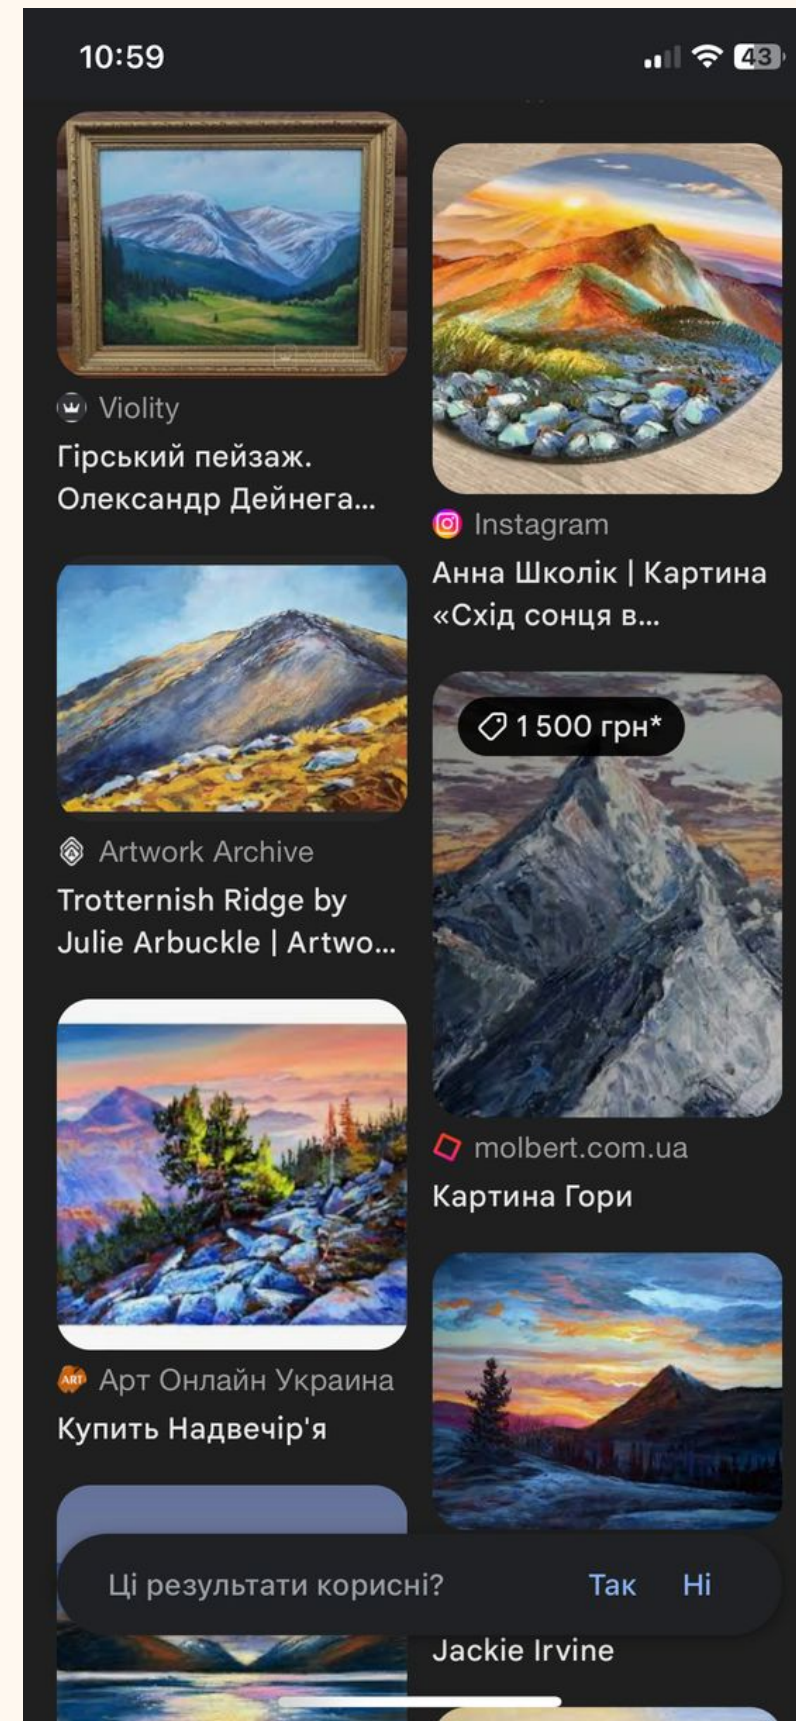 10:59
43
Violity
Гірський пейзаж.
Олександр Дейнега...
Instagram
Анна Школік | Картина
«Схід сонця в...
Artwork Archive
Trotternish Ridge by
Julie Arbuckle | Artwo...
1 500 грн*
molbert.com.ua
Картина Гори
ART
Арт Онлайн Украина
Купить Надвечір'я
Ці результати корисні?
Так
Ні
Jackie Irvine